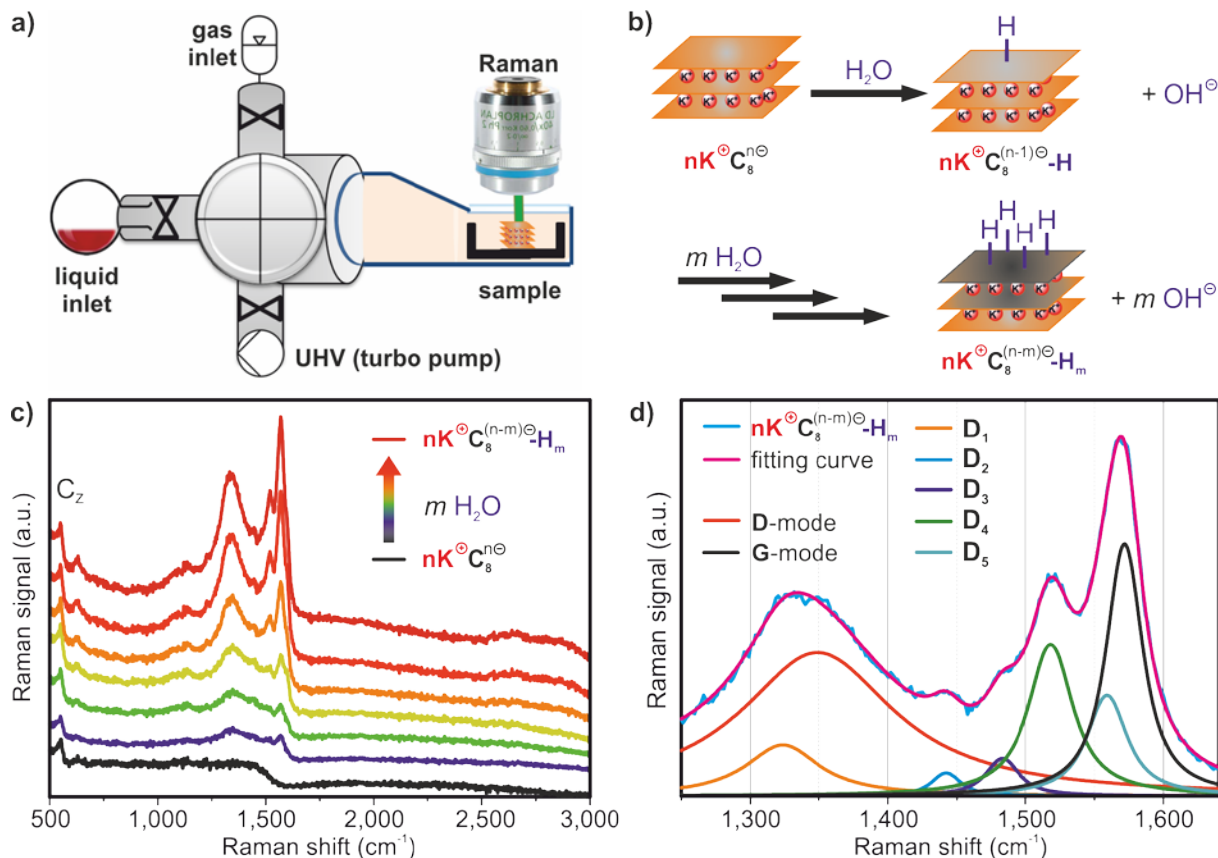 a)
gas
inlet
Raman
LD ACHROPLAN
liquid
inlet
sample
UHV (turbo pump)
b)
H
H₂O
K⁺ K⁺ K⁺ K⁺ K⁺
K⁺ K⁺ K⁺ K⁺ K⁺
K⁺ K⁺ K⁺ K⁺ K⁺
K⁺ K⁺ K⁺ K⁺ K⁺
+ OH⊖
nK⊕C₈n⊖
nK⊕C₈(n-1)⊖-H
H H H H
m H₂O
K⁺ K⁺ K⁺ K⁺
K⁺ K⁺ K⁺ K⁺ K⁺
+ m OH⊖
nK⊕C₈(n-m)⊖-Hₘ
c)
nK⊕C₈(n-m)⊖-Hₘ
C_Z
m H₂O
nK⊕C₈n⊖
Raman signal (a.u.)
500 1,000 1,500 2,000 2,500 3,000
Raman shift (cm⁻¹)
d)
nK⊕C₈(n-m)⊖-Hₘ
fitting curve
D-mode
G-mode
D₁
D₂
D₃
D₄
D₅
Raman signal (a.u.)
1,300 1,400 1,500 1,600
Raman shift (cm⁻¹)